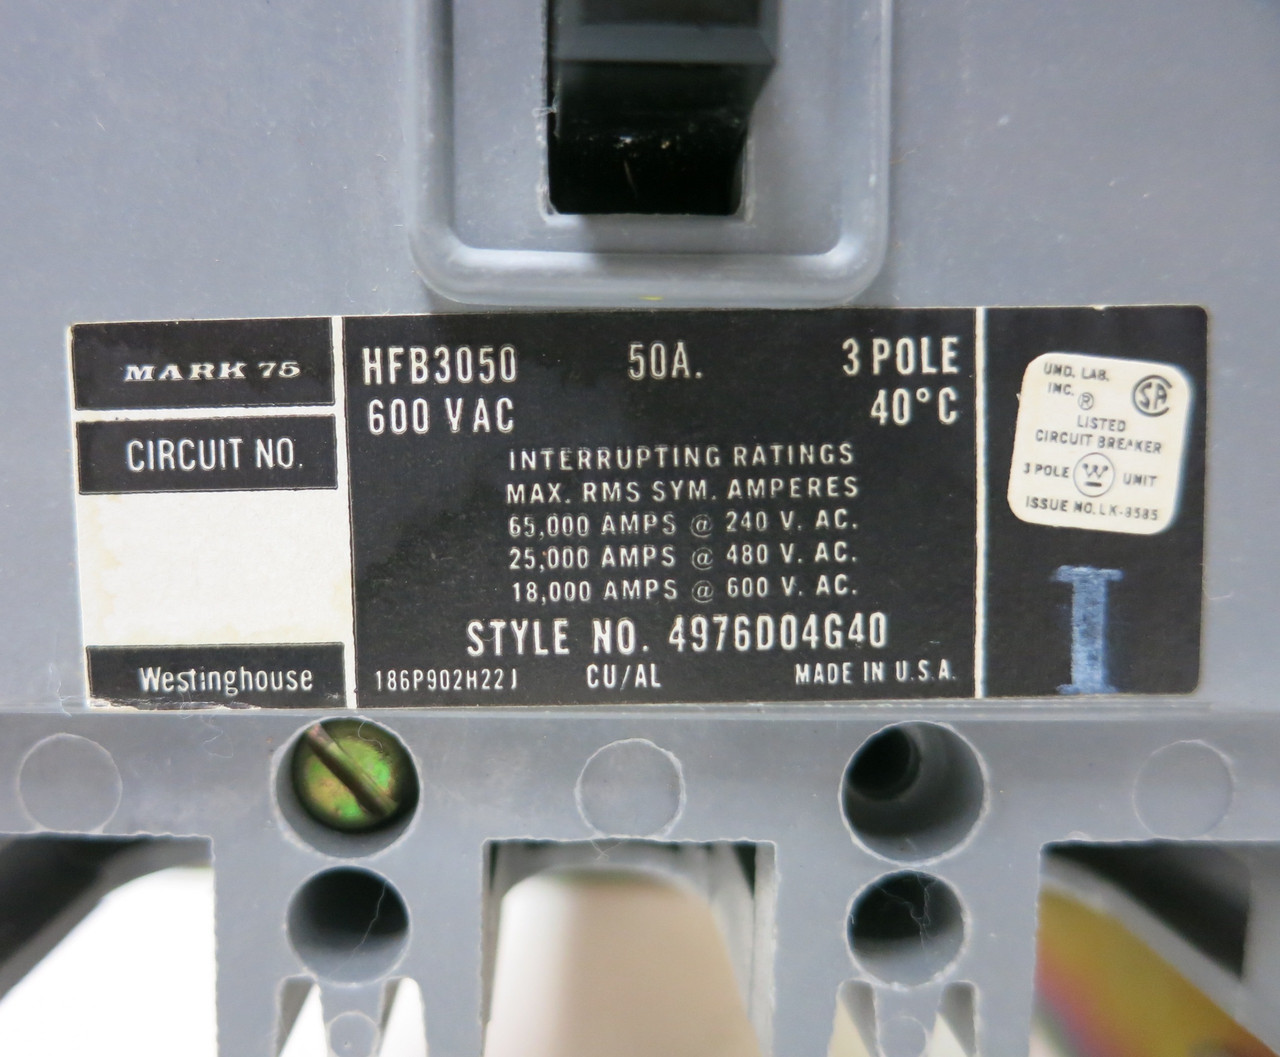 MARK 75
CIRCUIT NO.
Westinghouse
HFB3050 50A. 3 POLE
600 VAC 40°C
INTERRUPTING RATINGS
MAX. RMS SYM. AMPERES
65,000 AMPS @ 240 V. AC.
25,000 AMPS @ 480 V. AC.
18,000 AMPS @ 600 V. AC.
STYLE NO. 4976D04G40
186P902H22J CU/AL MADE IN U.S.A.
UND. LAB.
INC. ® SA
LISTED
CIRCUIT BREAKER
3 POLE W UNIT
ISSUE NO. LK-8585
I